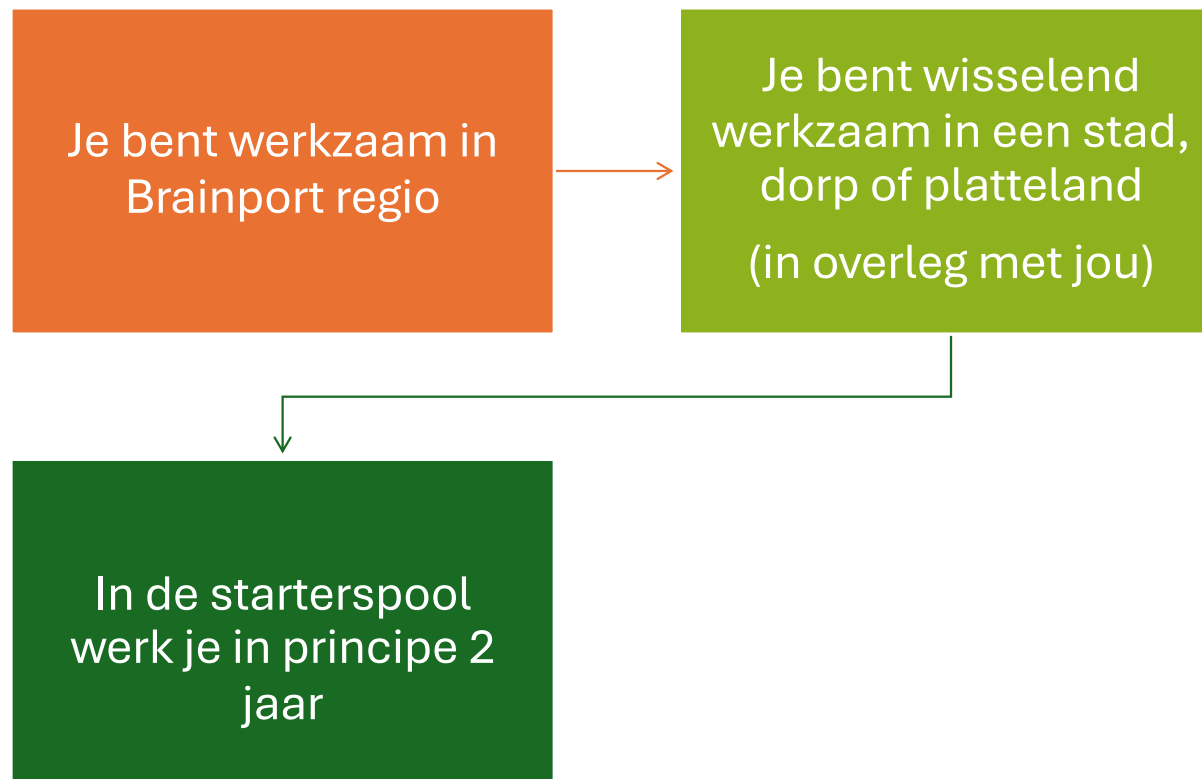 Je bent werkzaam in
Brainport regio
Je bent wisselend
werkzaam in een stad,
dorp of platteland
(in overleg met jou)
In de starterspool
werk je in principe 2
jaar